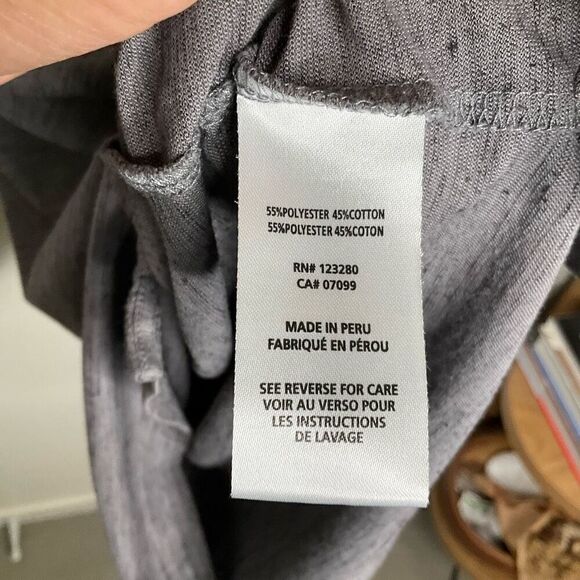 55%POLYESTER 45%COTTON
55%POLYESTER 45%COTON
RN# 123280
CA# 07099
MADE IN PERU
FABRIQUÉ EN PÉROU
SEE REVERSE FOR CARE
VOIR AU VERSO POUR
LES INSTRUCTIONS
DE LAVAGE